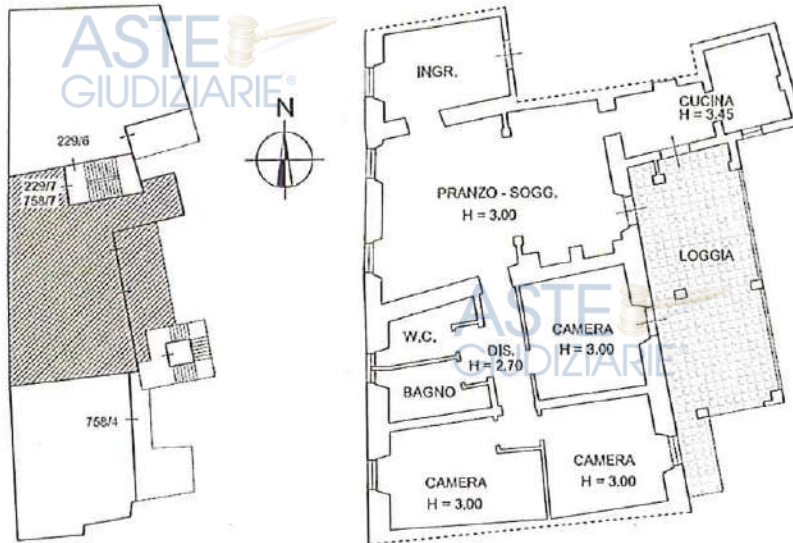 ASTE
GIUDIZIARIE®
229/6
229/7
758/7
758/4
N
INGR.
CUCINA
H = 3.45
PRANZO - SOGG.
H = 3.00
LOGGIA
ASTE
GIUDIZIARIE®
W.C.
DIS.
H = 2.70
CAMERA
H = 3.00
BAGNO
CAMERA
H = 3.00
CAMERA
H = 3.00